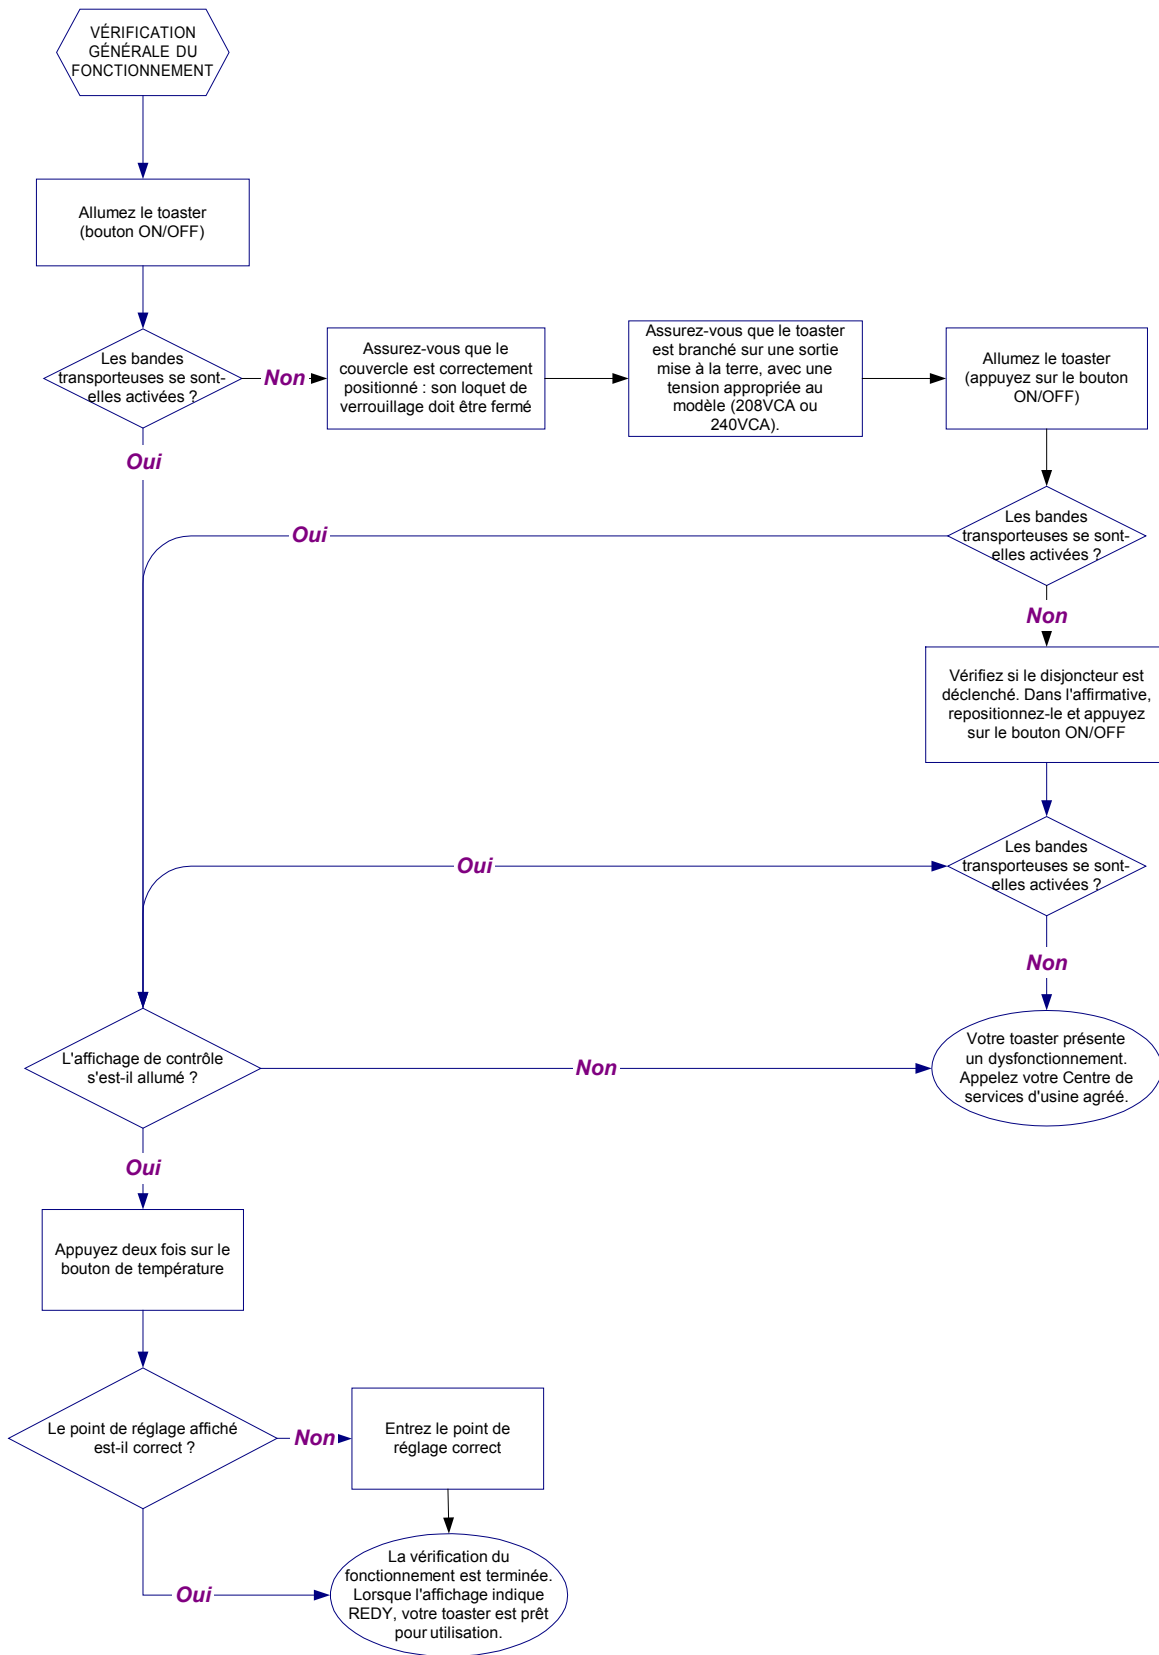 VÉRIFICATION
GÉNÉRALE DU
FONCTIONNEMENT
Allumez le toaster
(bouton ON/OFF)
Les bandes
transporteuses se sont-
elles activées ?
Non
Assurez-vous que le
couvercle est correctement
positionné : son loquet de
verrouillage doit être fermé
Assurez-vous que le toaster
est branché sur une sortie
mise à la terre, avec une
tension appropriée au
modèle (208VCA ou
240VCA).
Allumez le toaster
(appuyez sur le bouton
ON/OFF)
Oui
Les bandes
transporteuses se sont-
elles activées ?
Oui
Non
Vérifiez si le disjoncteur est
déclenché. Dans l'affirmative,
repositionnez-le et appuyez
sur le bouton ON/OFF
Les bandes
transporteuses se sont-
elles activées ?
Oui
Non
L'affichage de contrôle
s'est-il allumé ?
Non
Votre toaster présente
un dysfonctionnement.
Appelez votre Centre de
services d'usine agréé.
Oui
Appuyez deux fois sur le
bouton de température
Le point de réglage affiché
est-il correct ?
Non
Entrez le point de
réglage correct
Oui
La vérification du
fonctionnement est terminée.
Lorsque l'affichage indique
REDY, votre toaster est prêt
pour utilisation.